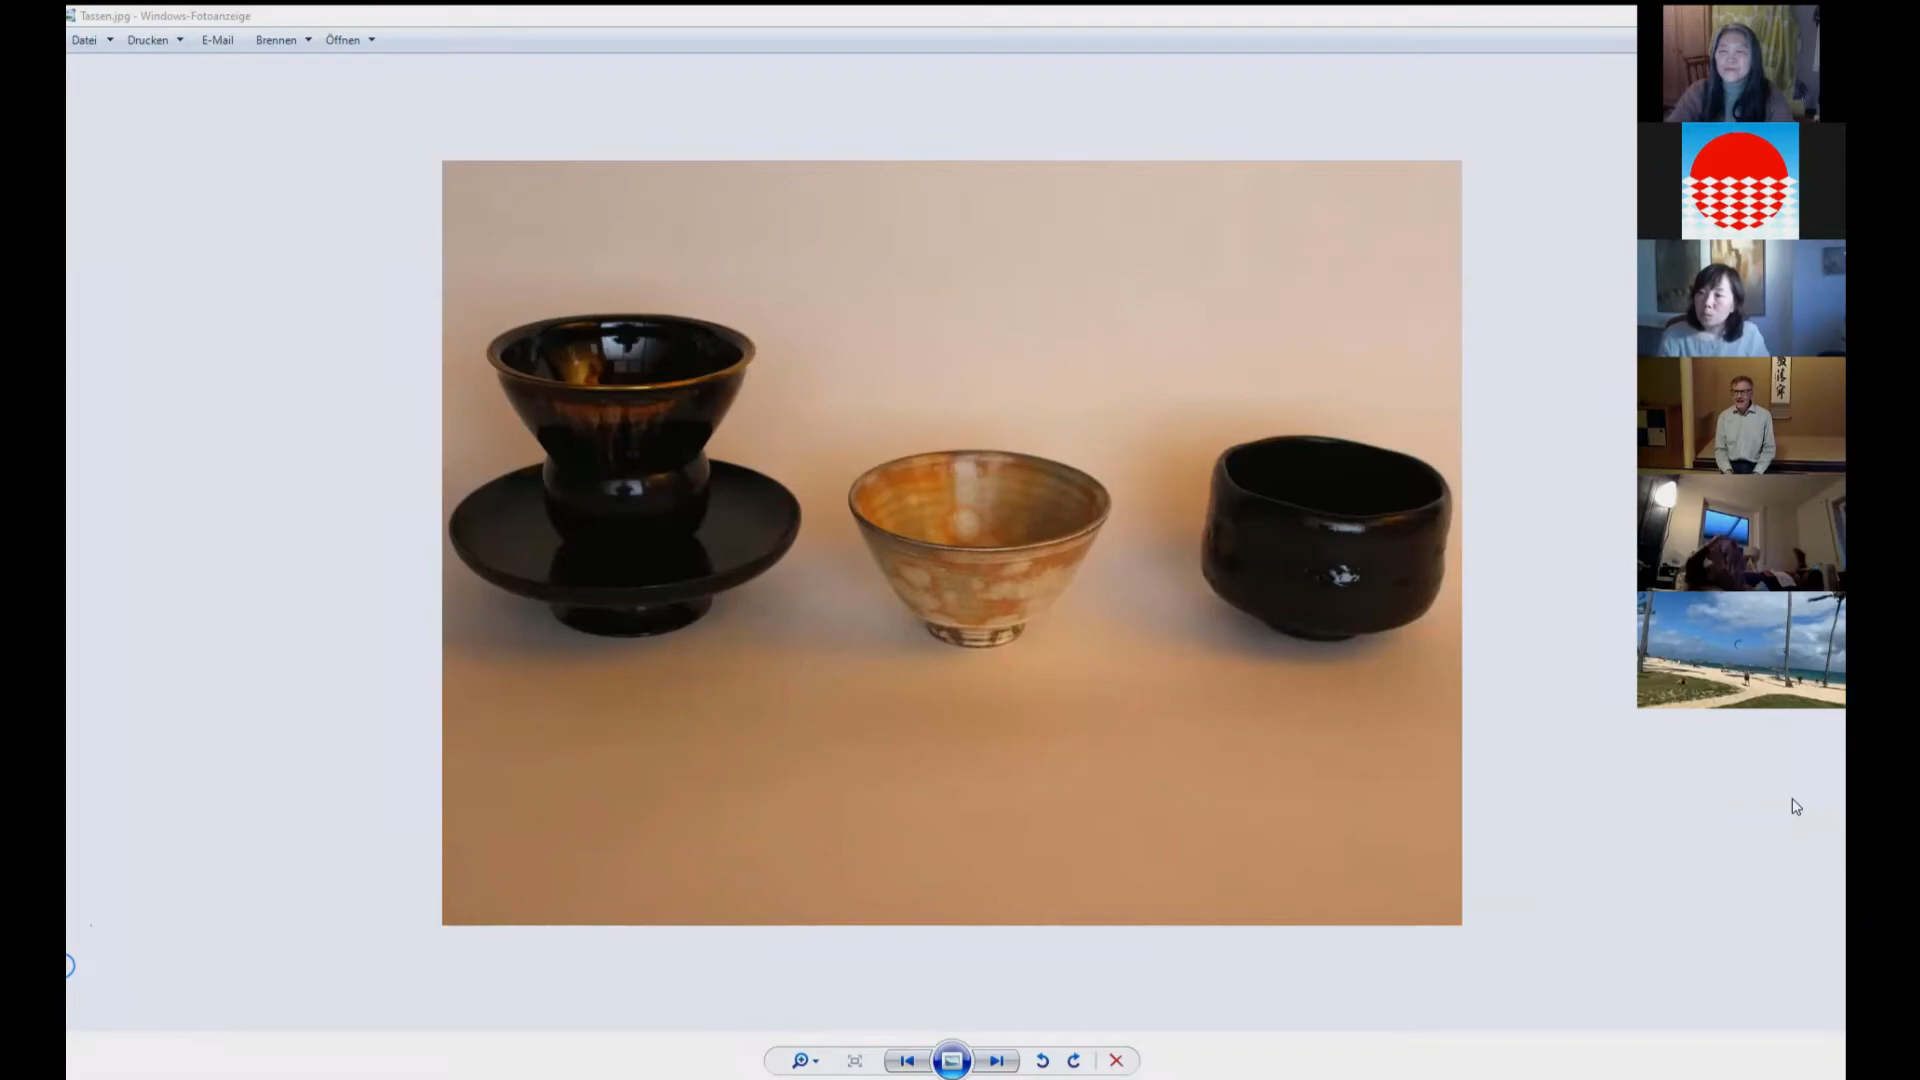 Tassen.jpg - Windows-Fotoanzeige
Datei Drucken E-Mail Brennen Öffnen